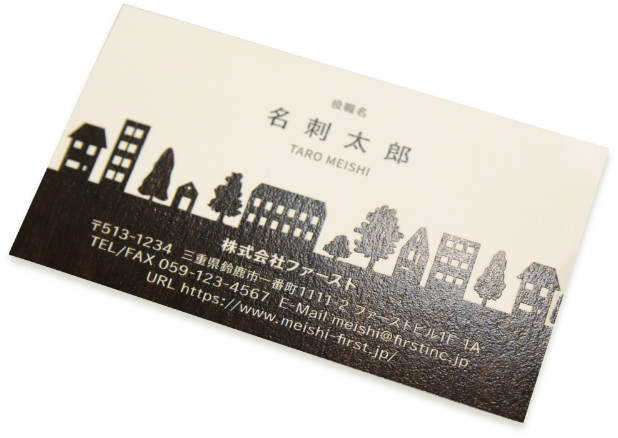 役職名
名刺太郎
TARO MEISHI
株式会社ファースト
〒513-1234 三重県鈴鹿市一番町1111-2 ファーストビル1F 1A
TEL/FAX 059-123-4567 E-Mail meishi@firstinc.jp
URL https://www.meishi-first.jp/